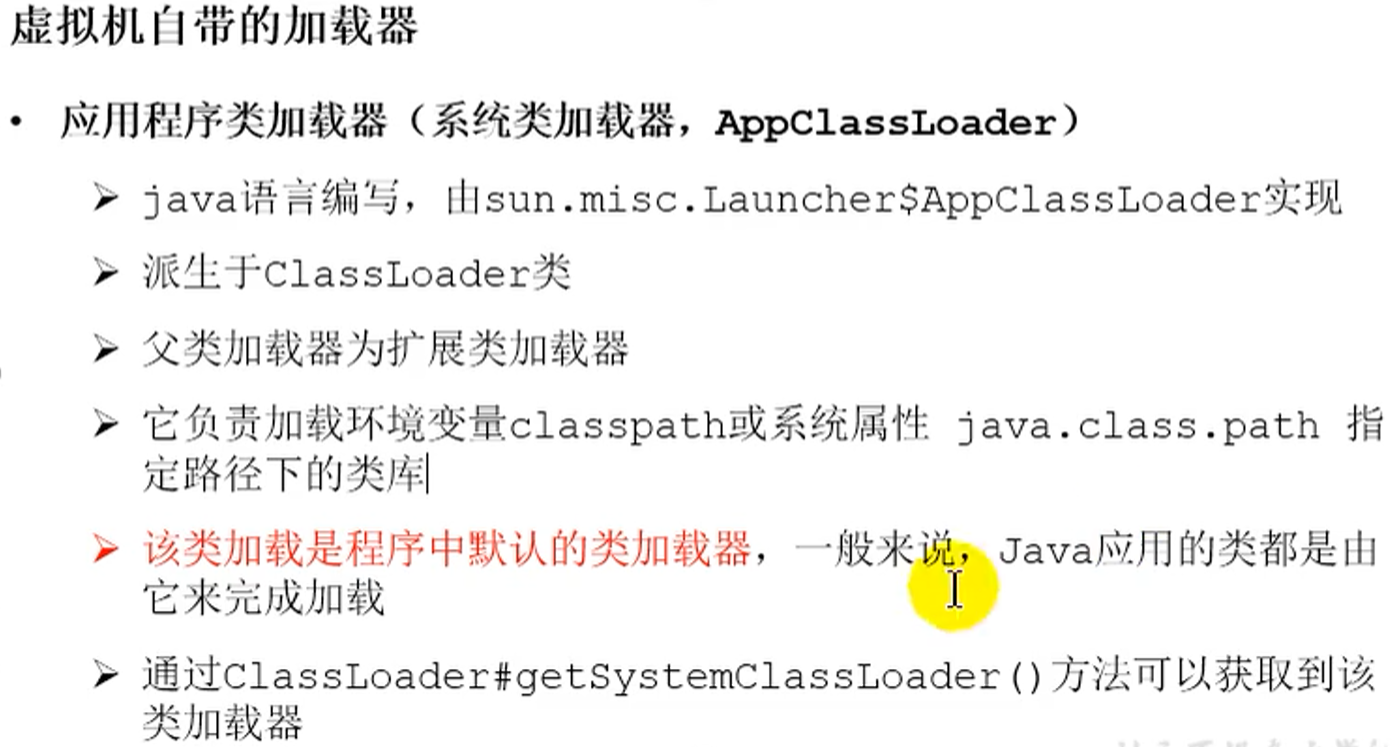 虚拟机自带的加载器
• 应用程序类加载器（系统类加载器，AppClassLoader）
➢ java语言编写，由sun.misc.Launcher$AppClassLoader实现
➢ 派生于ClassLoader类
➢ 父类加载器为扩展类加载器
➢ 它负责加载环境变量classpath或系统属性 java.class.path 指
定路径下的类库
➢ 该类加载是程序中默认的类加载器，一般来说，Java应用的类都是由
它来完成加载
➢ 通过ClassLoader#getSystemClassLoader()方法可以获取到该
类加载器